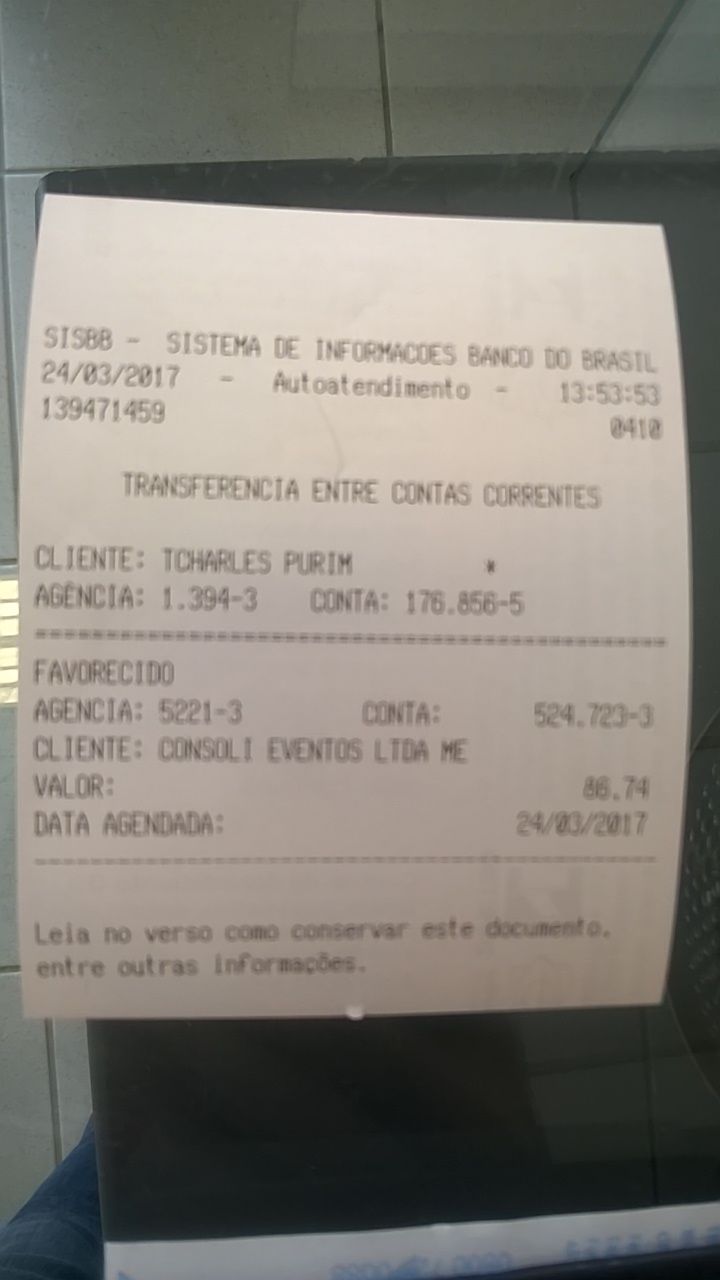 SISBB - SISTEMA DE INFORMACOES BANCO DO BRASIL
24/03/2017 - Autoatendimento - 13:53:53
139471459 0410
TRANSFERENCIA ENTRE CONTAS CORRENTES
CLIENTE: TCHARLES PURIM *
AGÊNCIA: 1.394-3 CONTA: 176.856-5
================================================
FAVORECIDO
AGENCIA: 5221-3 CONTA: 524.723-3
CLIENTE: CONSOLI EVENTOS LTDA ME
VALOR: 86.74
DATA AGENDADA: 24/03/2017
------------------------------------------------
Leia no verso como conservar este documento,
entre outras informações.